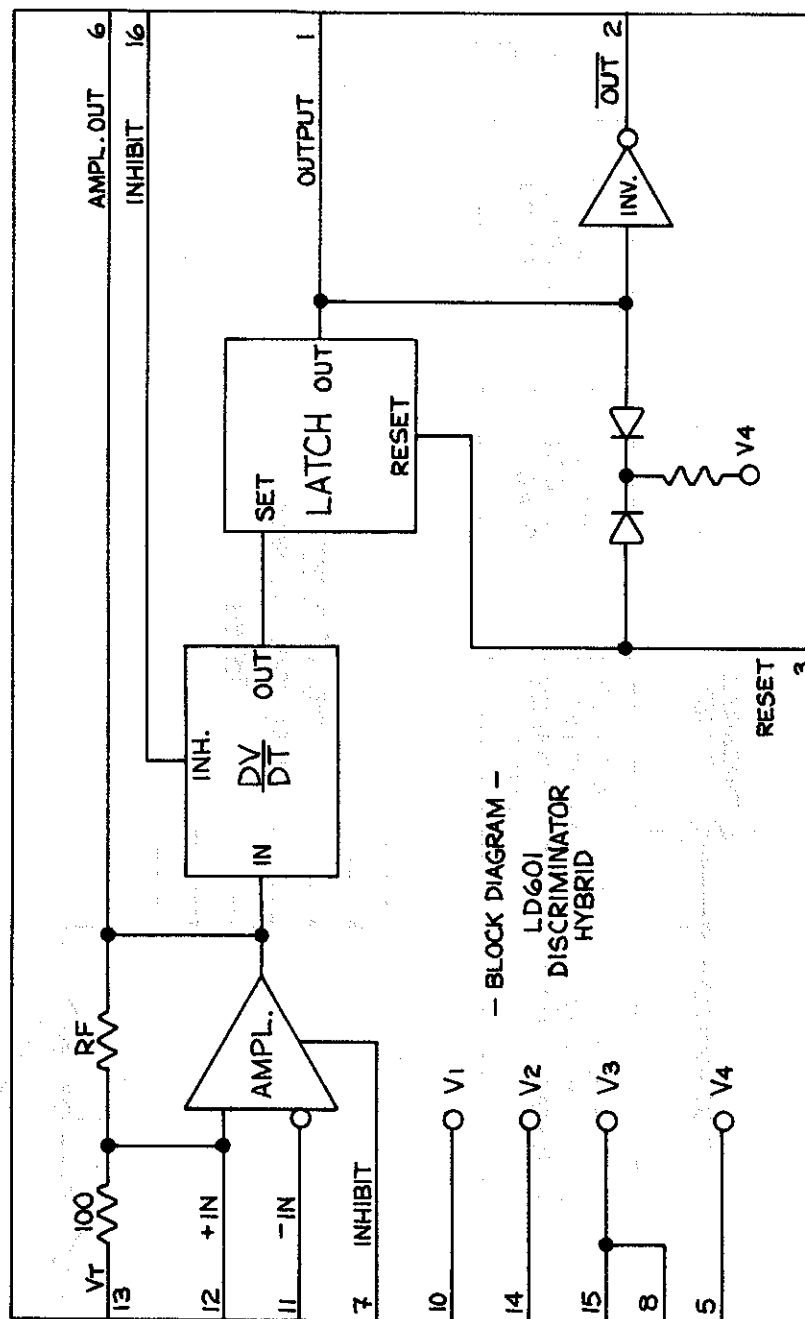 VT
13
100
RF
AMPL.OUT
6
INHIBIT
16
12
+IN
11
-IN
7
INHIBIT
AMPL.
IN
DV
DT
INH.
OUT
SET
LATCH
OUT
RESET
OUTPUT
1
INV.
OUT
2
V4
RESET
3
10
V1
14
V2
15
V3
8
5
V4
- BLOCK DIAGRAM -
LD601
DISCRIMINATOR
HYBRID